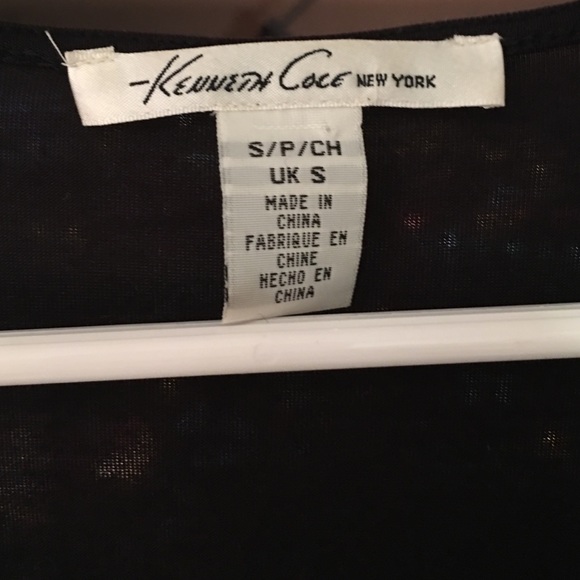 Kenneth Cole NEW YORK
S/P/CH
UK S
MADE IN
CHINA
FABRIQUE EN
CHINE
HECHO EN
CHINA